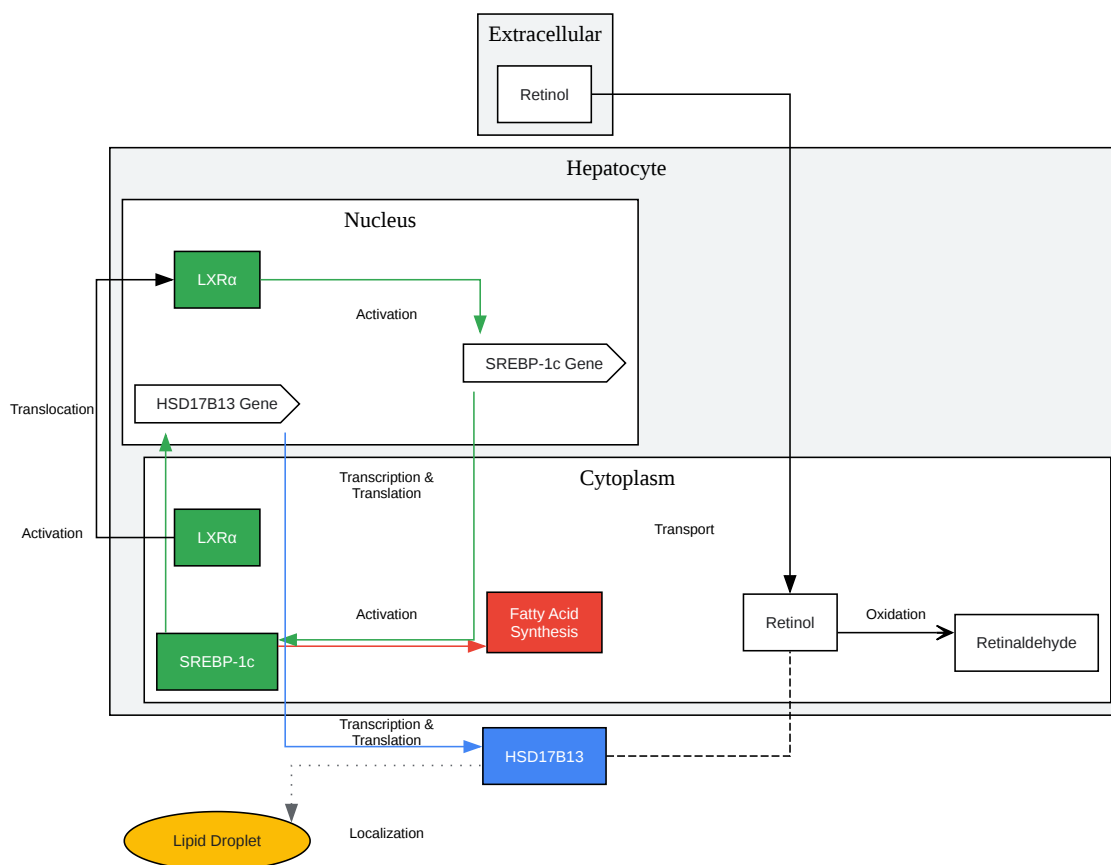 Extracellular
Retinol
Hepatocyte
Nucleus
LXRα
Activation
SREBP-1c Gene
HSD17B13 Gene
Translocation
Transcription &
Translation
Cytoplasm
LXRα
Activation
Transport
Activation
Fatty Acid
Synthesis
Retinol
Oxidation
Retinaldehyde
SREBP-1c
Transcription &
Translation
HSD17B13
Localization
Lipid Droplet